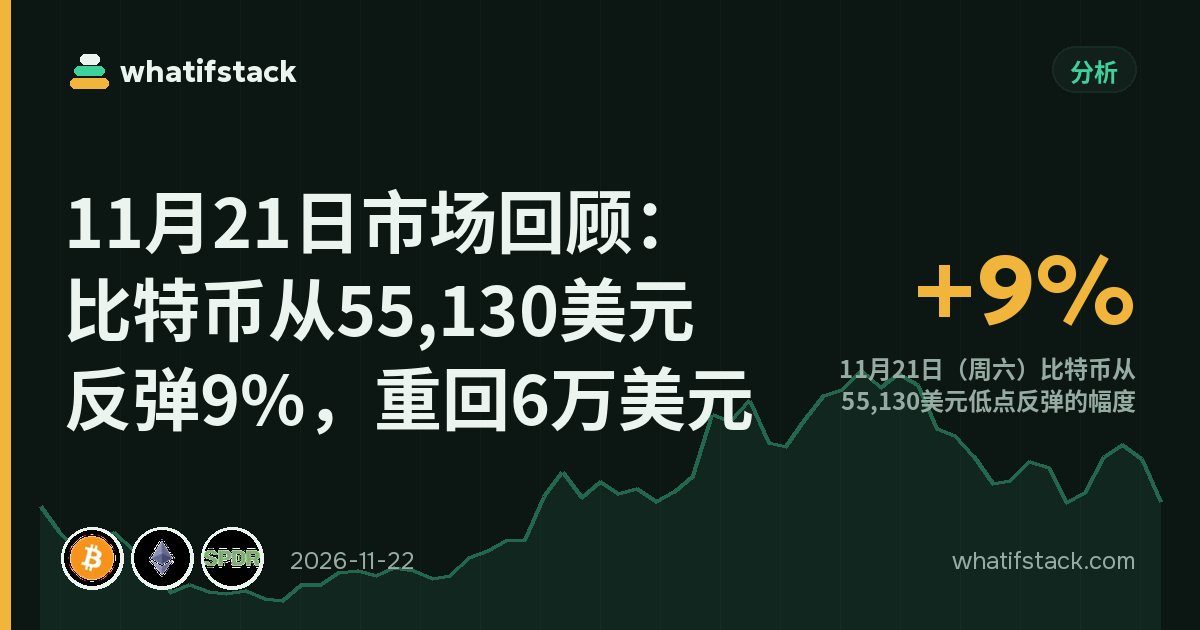 whatifstack
分析
11月21日市场回顾：
比特币从55,130美元
反弹9%，重回6万美元
+9%
11月21日（周六）比特币从
55,130美元低点反弹的幅度
SPDR
2026-11-22
whatifstack.com